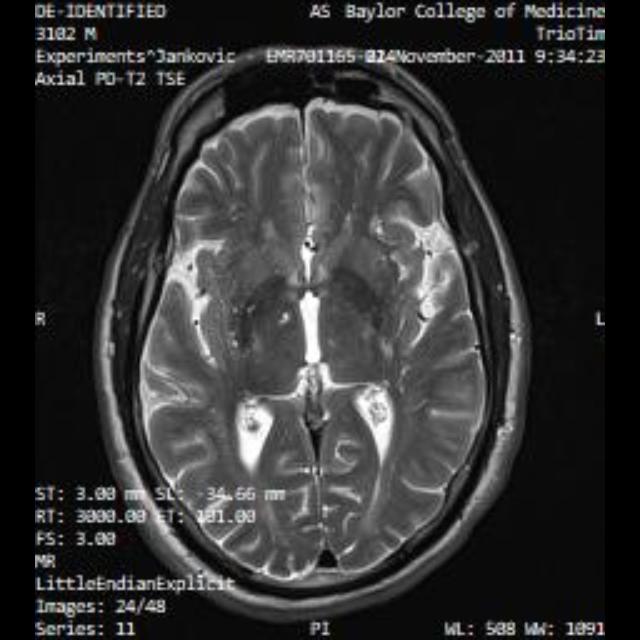 DE-IDENTIFIED
AS Baylor College of Medicine
3102 M
TrioTim
Experiments^Jankovic - EMR701165-024November-2011 9:34:23
Axial PD-T2 TSE
R
L
ST: 3.00 mm SL: -34.66 mm
RT: 3000.00 ET: 101.00
FS: 3.00
MR
LittleEndianExplicit
Images: 24/48
Series: 11
PI
WL: 508 WW: 1091